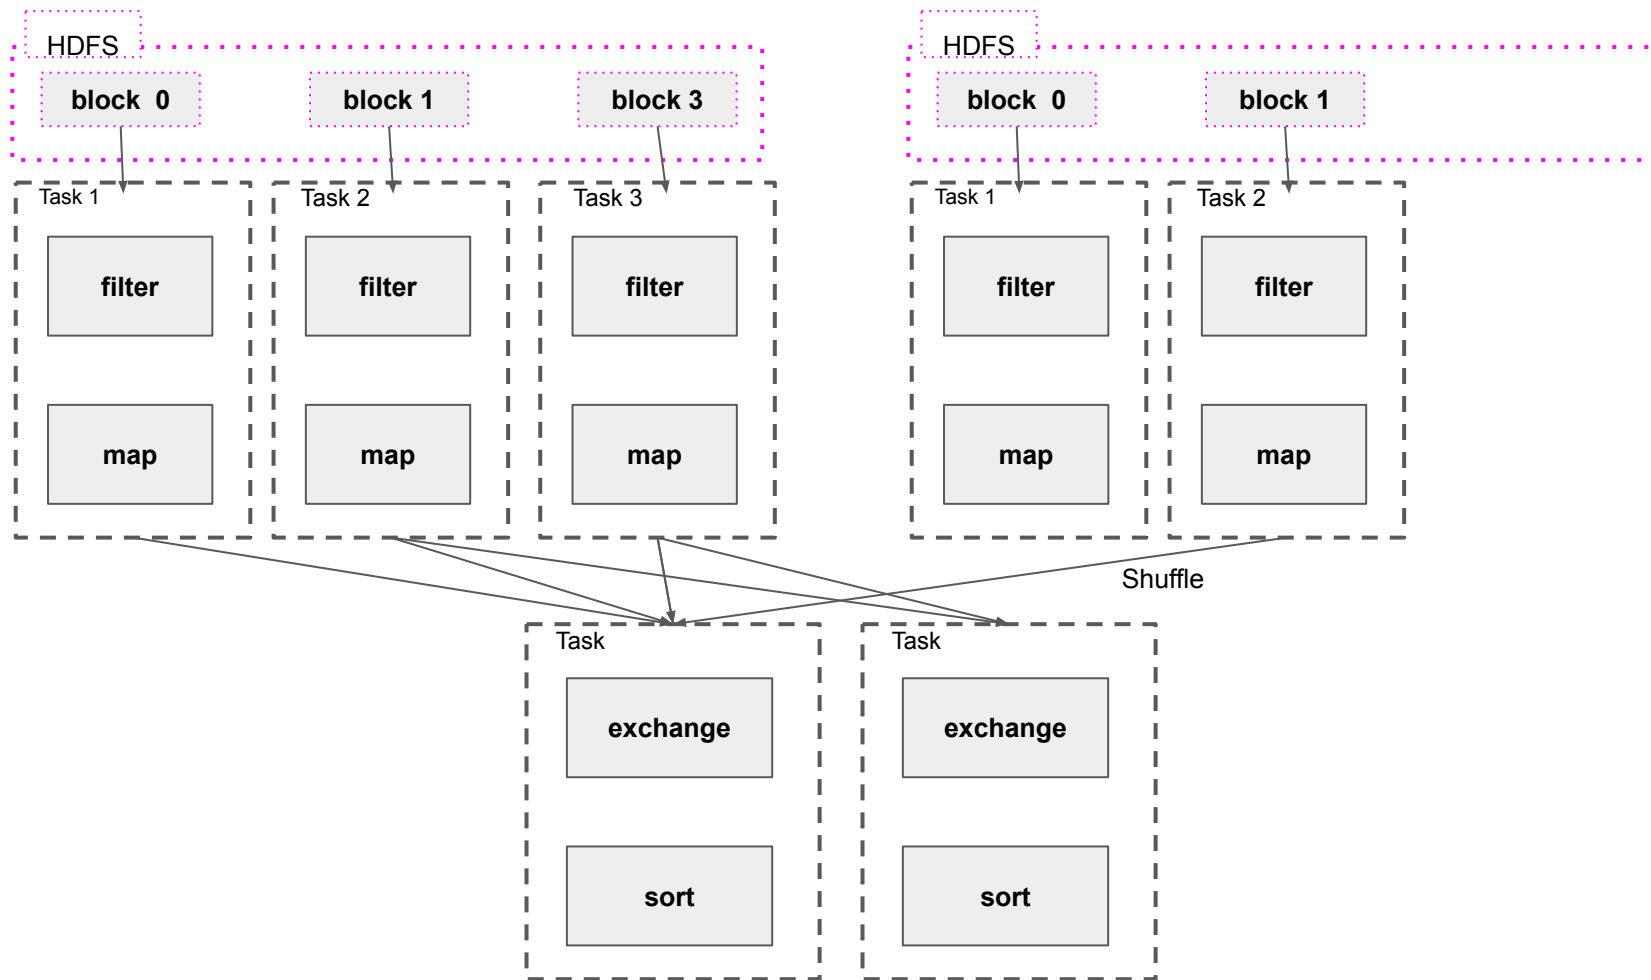 HDFS
HDFS
block 0
block 1
block 3
block 0
block 1
Task 1
Task 2
Task 3
Task 1
Task 2
filter
filter
filter
filter
filter
map
map
map
map
map
Shuffle
Task
Task
exchange
exchange
sort
sort